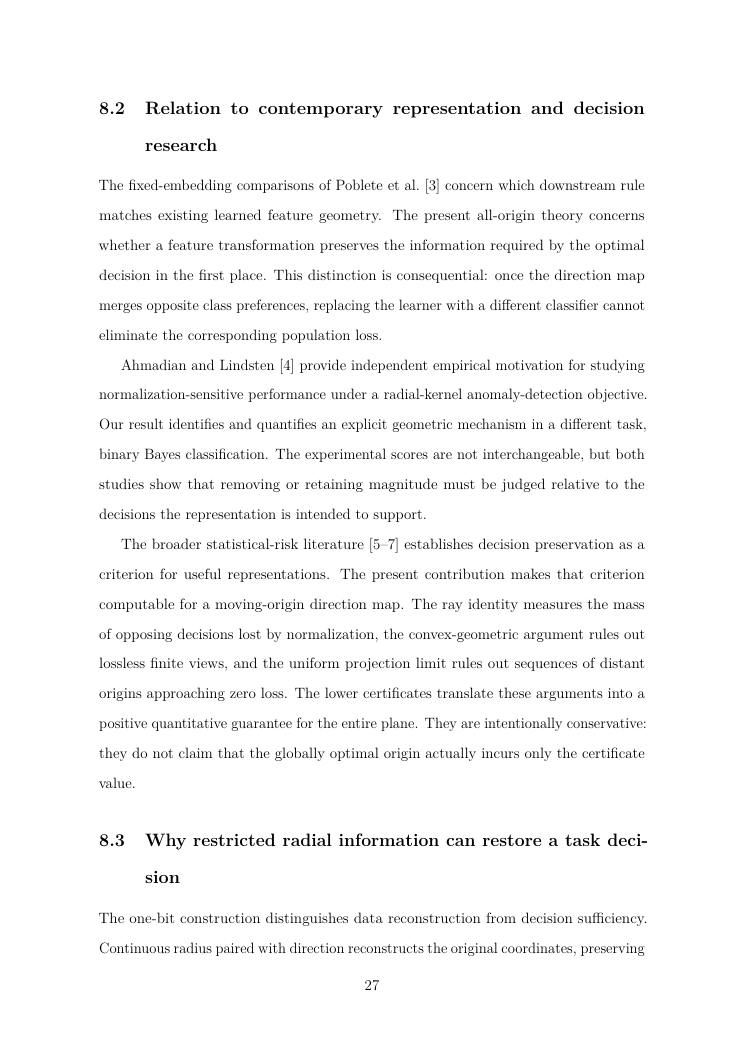 8.2 Relation to contemporary representation and decision
research
The fixed-embedding comparisons of Poblete et al. [3] concern which downstream rule
matches existing learned feature geometry. The present all-origin theory concerns
whether a feature transformation preserves the information required by the optimal
decision in the first place. This distinction is consequential: once the direction map
merges opposite class preferences, replacing the learner with a different classifier cannot
eliminate the corresponding population loss.
Ahmadian and Lindsten [4] provide independent empirical motivation for studying
normalization-sensitive performance under a radial-kernel anomaly-detection objective.
Our result identifies and quantifies an explicit geometric mechanism in a different task,
binary Bayes classification. The experimental scores are not interchangeable, but both
studies show that removing or retaining magnitude must be judged relative to the
decisions the representation is intended to support.
The broader statistical-risk literature [5–7] establishes decision preservation as a
criterion for useful representations. The present contribution makes that criterion
computable for a moving-origin direction map. The ray identity measures the mass
of opposing decisions lost by normalization, the convex-geometric argument rules out
lossless finite views, and the uniform projection limit rules out sequences of distant
origins approaching zero loss. The lower certificates translate these arguments into a
positive quantitative guarantee for the entire plane. They are intentionally conservative:
they do not claim that the globally optimal origin actually incurs only the certificate
value.
8.3 Why restricted radial information can restore a task deci-
sion
The one-bit construction distinguishes data reconstruction from decision sufficiency.
Continuous radius paired with direction reconstructs the original coordinates, preserving
27